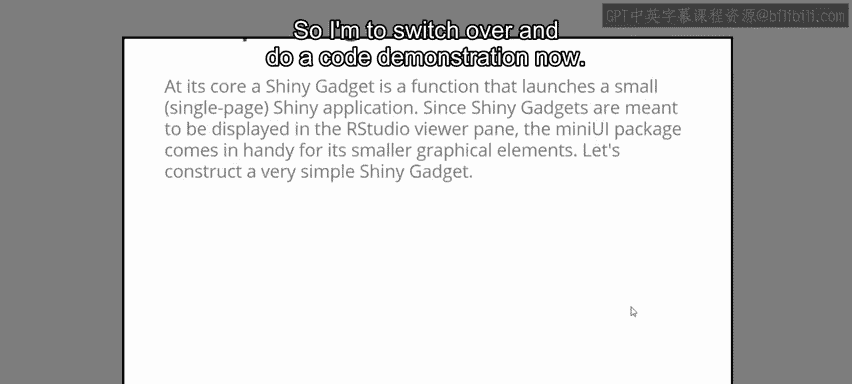 GPT中英字幕课程资源@bilibili.com
So I'm to switch over and
do a code demonstration now.
At its core a Shiny Gadget is a function that launches a small
(single-page) Shiny application. Since Shiny Gadgets are meant
to be displayed in the RStudio viewer pane, the miniUI package
comes in handy for its smaller graphical elements. Let's
construct a very simple Shiny Gadget.